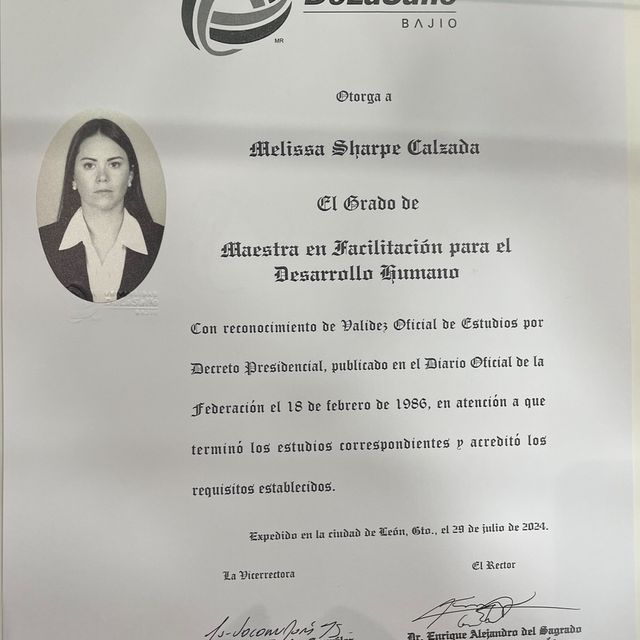 DeLaSalle
BAJIO
MR
Otorga a
Melissa Sharpe Calzada
El Grado de
Maestra en Facilitación para el
Desarrollo Humano
Con reconocimiento de Validez Oficial de Estudios por
Decreto Presidencial, publicado en el Diario Oficial de la
Federación el 18 de febrero de 1986, en atención a que
terminó los estudios correspondientes y acreditó los
requisitos establecidos.
Expedido en la ciudad de León, Gto., el 29 de julio de 2024.
La Vicerrectora
El Rector
Dr. Enrique Alejandro del Sagrado